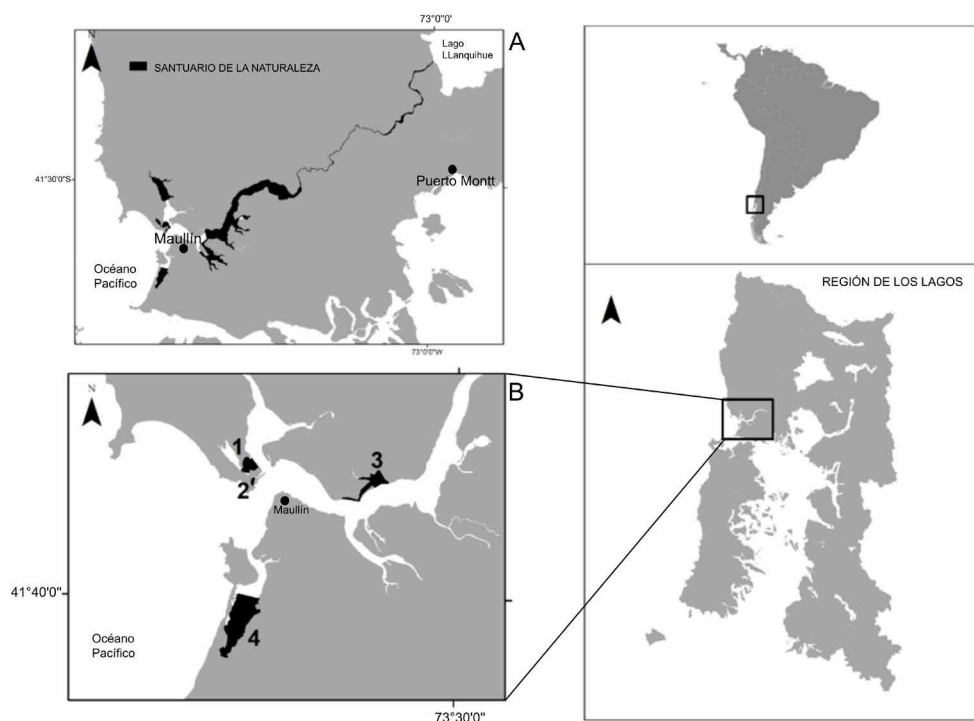 73°0'0"
A
Lago
LLanquihue
N
SANTUARIO DE LA NATURALEZA
41°30'0"S
Puerto Montt
Maullín
Océano
Pacífico
73°0'0"W
REGIÓN DE LOS LAGOS
B
N
1
3
2'
Maullín
41°40'0"
4
Océano
Pacífico
73°30'0"